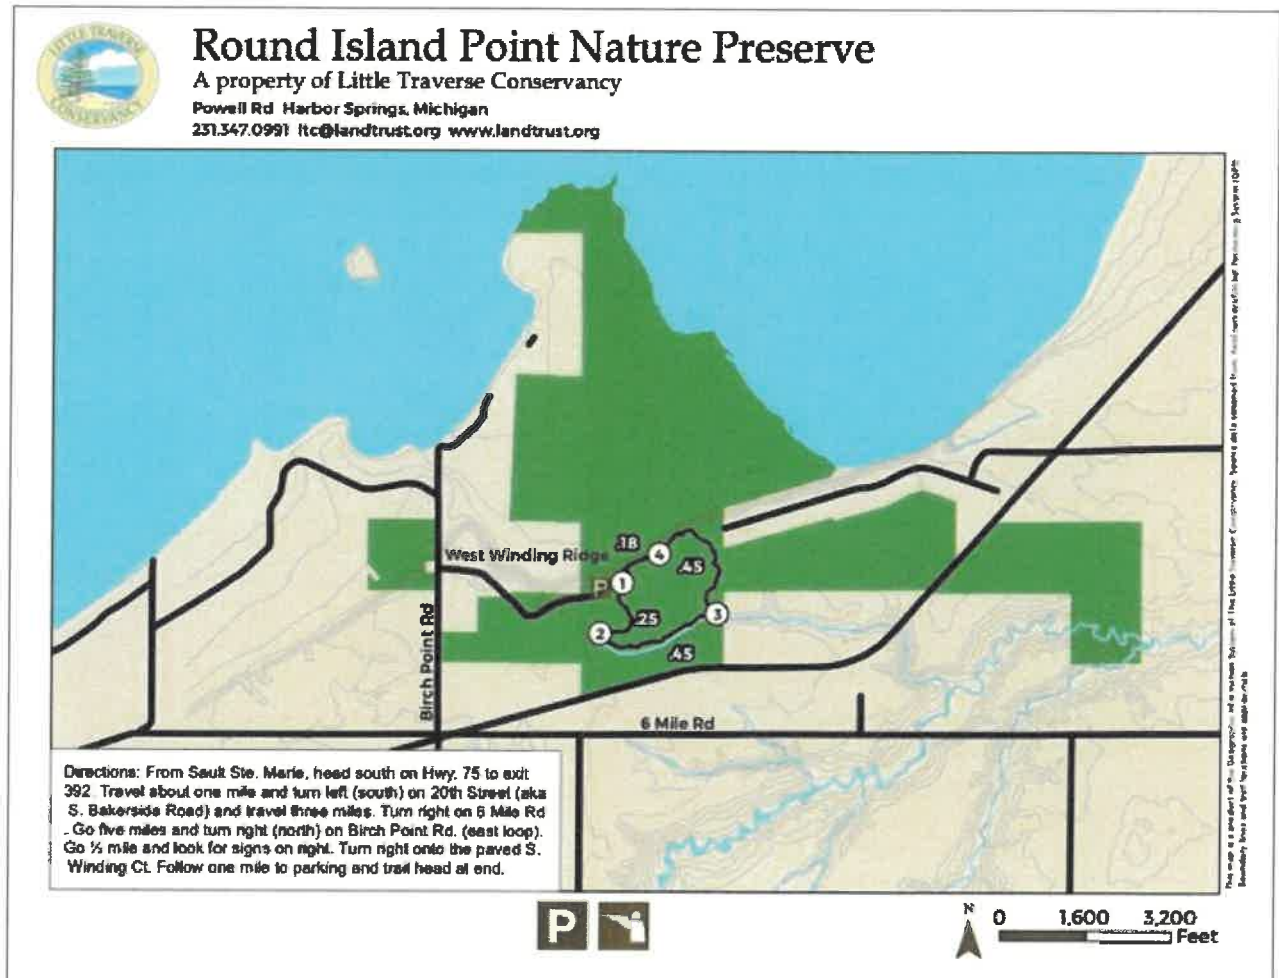 LITTLE TRAVERSE
CONSERVANCY
Round Island Point Nature Preserve
A property of Little Traverse Conservancy
Powell Rd Harbor Springs, Michigan
231.347.0991 ltc@landtrust.org www.landtrust.org
.18
4
West Winding Ridge
.45
P
1
.25
3
2
.45
Birch Point Rd
6 Mile Rd
Directions: From Sault Ste. Marie, head south on Hwy. 75 to exit
392. Travel about one mile and turn left (south) on 20th Street (aka
S. Bakerside Road) and travel three miles. Turn right on 6 Mile Rd
. Go five miles and turn right (north) on Birch Point Rd. (east loop).
Go ½ mile and look for signs on right. Turn right onto the paved S.
Winding Ct. Follow one mile to parking and trail head at end.
P
N
0 1,600 3,200
Feet